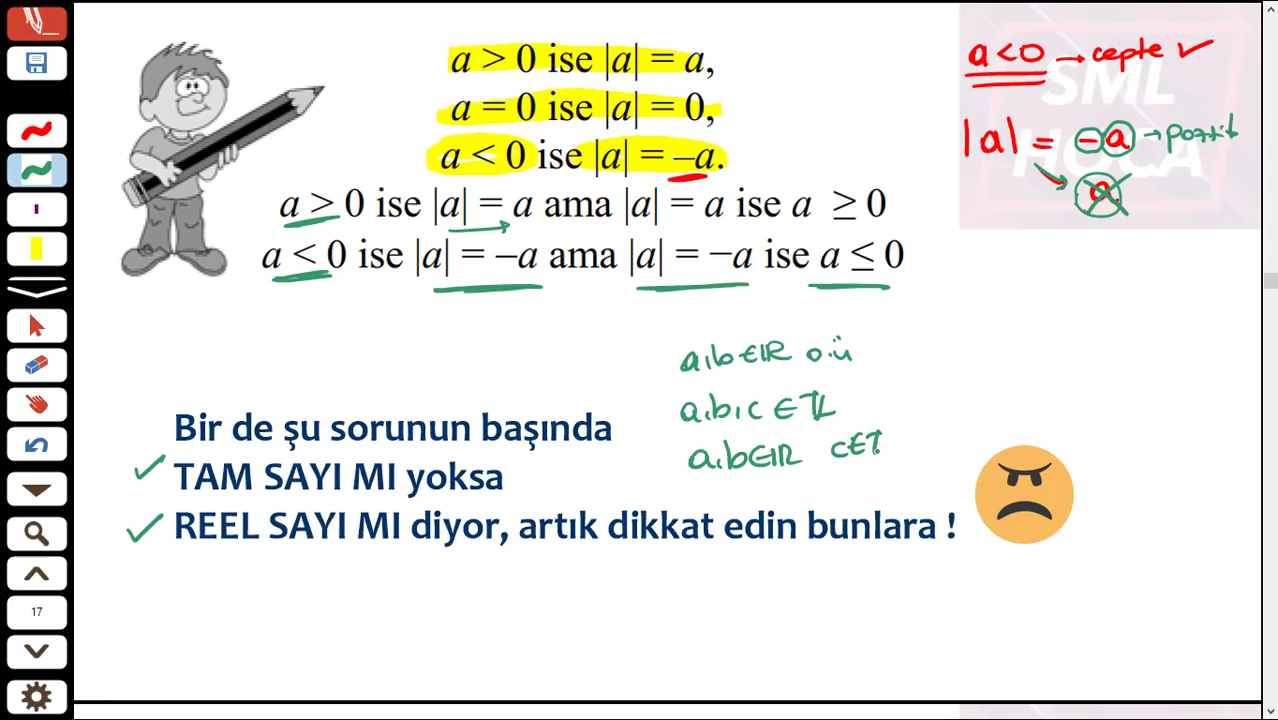 a > 0 ise |a| = a,
a = 0 ise |a| = 0,
a < 0 ise |a| = –a.
a > 0 ise |a| = a ama |a| = a ise a ≥ 0
a < 0 ise |a| = –a ama |a| = −a ise a ≤ 0
a<0 → cepte ✓
|a| = −a → pozitif
SML
HOCA
a,b∈IR o.ü
a,b,c ∈ Z
a,b∈IR c∈
Bir de şu sorunun başında
✓ TAM SAYI MI yoksa
✓ REEL SAYI MI diyor, artık dikkat edin bunlara !
17